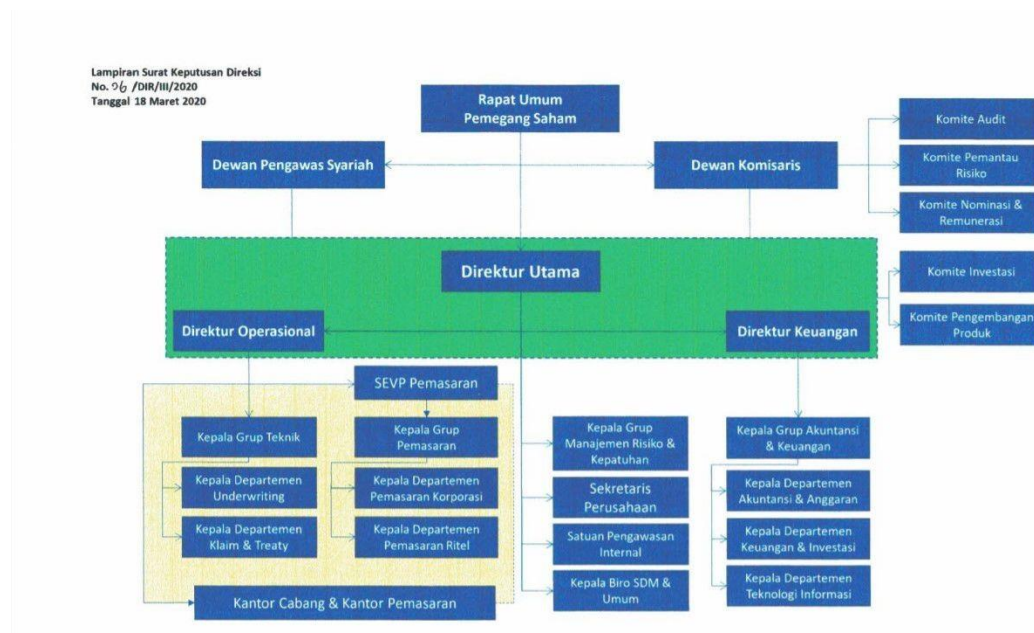 Lampiran Surat Keputusan Direksi
No. 26 /DIR/III/2020
Tanggal 18 Maret 2020
Rapat Umum
Pemegang Saham
Dewan Pengawas Syariah
Dewan Komisaris
Komite Audit
Komite Pemantau
Risiko
Komite Nominasi &
Remunerasi
Direktur Utama
Komite Investasi
Direktur Operasional
Direktur Keuangan
Komite Pengembangan
Produk
SEVP Pemasaran
Kepala Grup Teknik
Kepala Grup
Pemasaran
Kepala Grup
Manajemen Risiko &
Kepatuhan
Kepala Grup Akuntansi
& Keuangan
Kepala Departemen
Underwriting
Kepala Departemen
Pemasaran Korporasi
Sekretaris
Perusahaan
Kepala Departemen
Akuntansi & Anggaran
Kepala Departemen
Klaim & Treaty
Kepala Departemen
Pemasaran Ritel
Satuan Pengawasan
Internal
Kepala Departemen
Keuangan & Investasi
Kantor Cabang & Kantor Pemasaran
Kepala Biro SDM &
Umum
Kepala Departemen
Teknologi Informasi